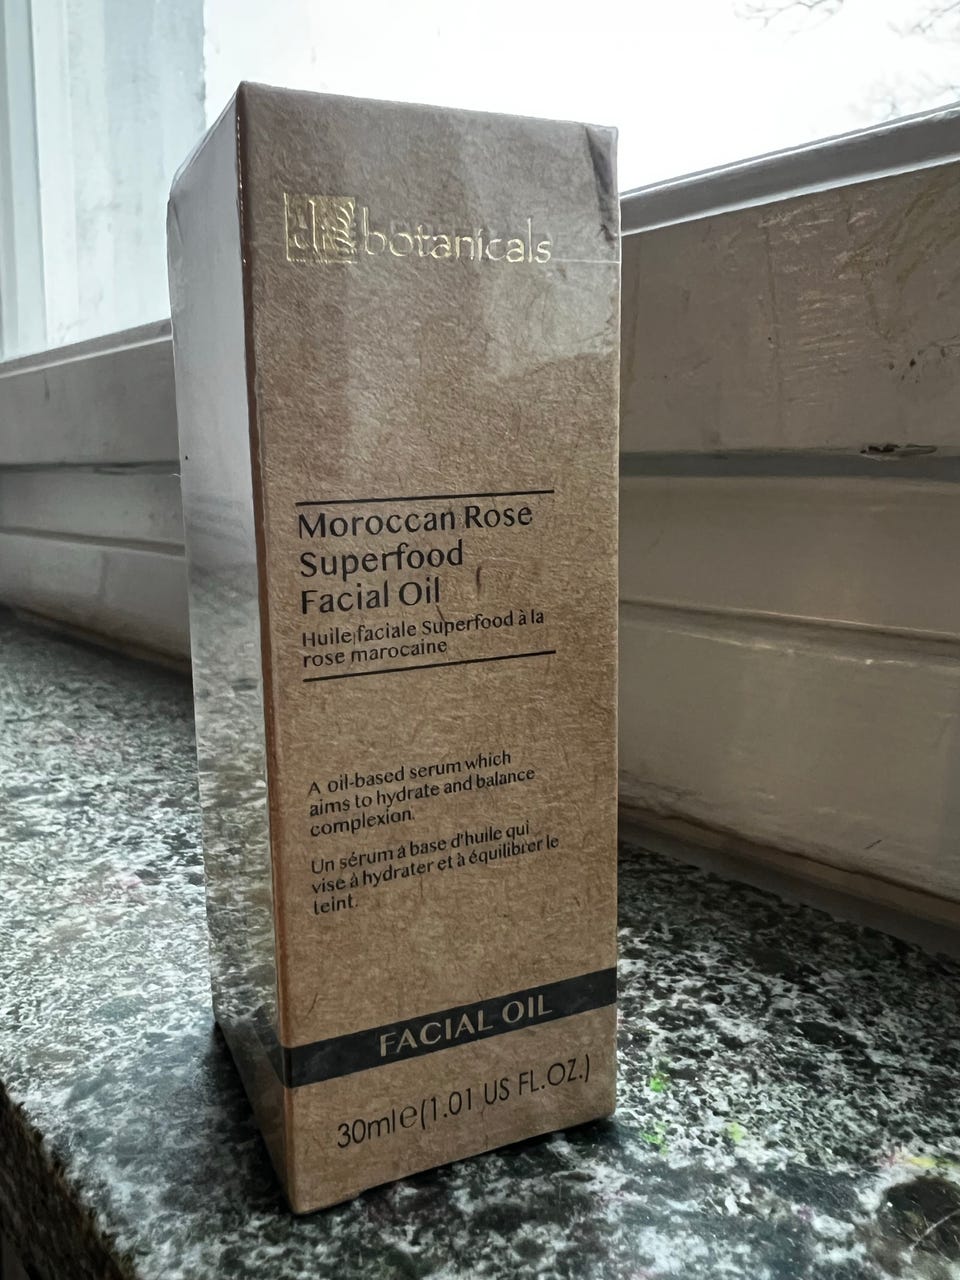 botanicals
Moroccan Rose
Superfood
Facial Oil
Huile faciale Superfood à la
rose marocaine
A oil-based serum which
aims to hydrate and balance
complexion.
Un sérum à base d'huile qui
vise à hydrater et à équilibrer le
teint.
FACIAL OIL
30ml℮(1.01 US FL.OZ.)